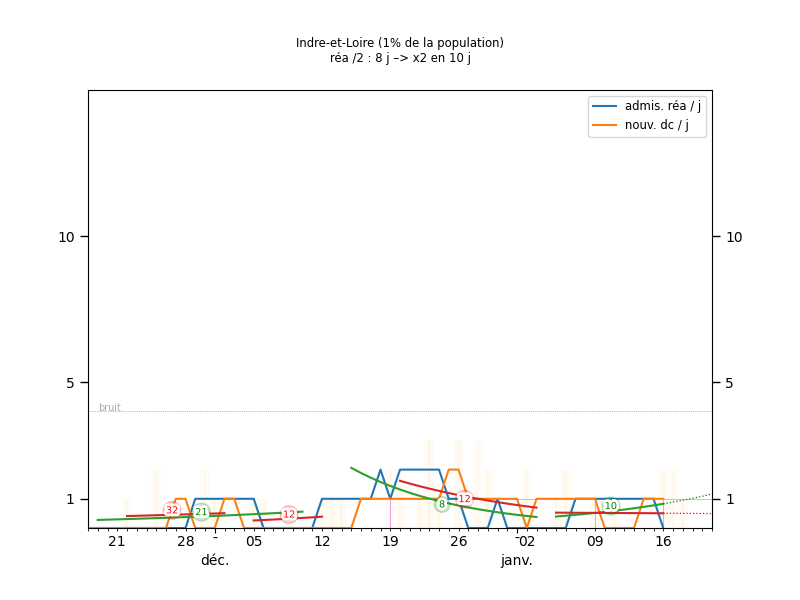 Indre-et-Loire (1% de la population)
réa /2 : 8 j –> x2 en 10 j
admis. réa / j
nouv. dc / j
10 10
5 5
bruit
1 1
32 21 12 8 12 10
21 28 - 05 12 19 26 - 02 09 16
déc. janv.